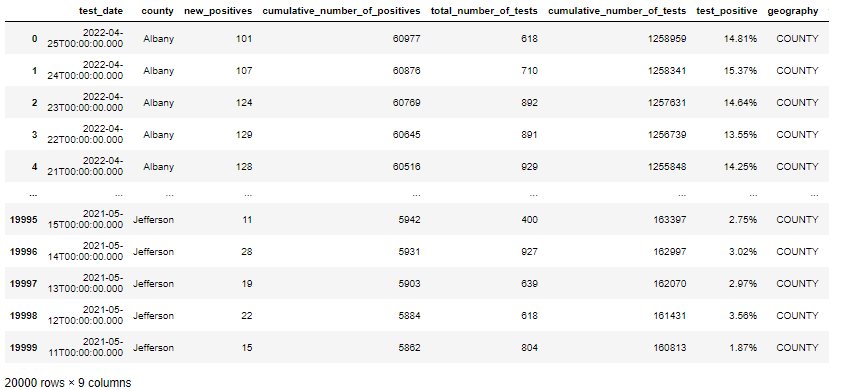 test_date county new_positives cumulative_number_of_positives total_number_of_tests cumulative_number_of_tests test_positive geography
0 2022-04-25T00:00:00.000 Albany 101 60977 618 1258959 14.81% COUNTY
1 2022-04-24T00:00:00.000 Albany 107 60876 710 1258341 15.37% COUNTY
2 2022-04-23T00:00:00.000 Albany 124 60769 892 1257631 14.64% COUNTY
3 2022-04-22T00:00:00.000 Albany 129 60645 891 1256739 13.55% COUNTY
4 2022-04-21T00:00:00.000 Albany 128 60516 929 1255848 14.25% COUNTY
... ... ... ... ... ... ... ... ...
19995 2021-05-15T00:00:00.000 Jefferson 11 5942 400 163397 2.75% COUNTY
19996 2021-05-14T00:00:00.000 Jefferson 28 5931 927 162997 3.02% COUNTY
19997 2021-05-13T00:00:00.000 Jefferson 19 5903 639 162070 2.97% COUNTY
19998 2021-05-12T00:00:00.000 Jefferson 22 5884 618 161431 3.56% COUNTY
19999 2021-05-11T00:00:00.000 Jefferson 15 5862 804 160813 1.87% COUNTY
20000 rows × 9 columns